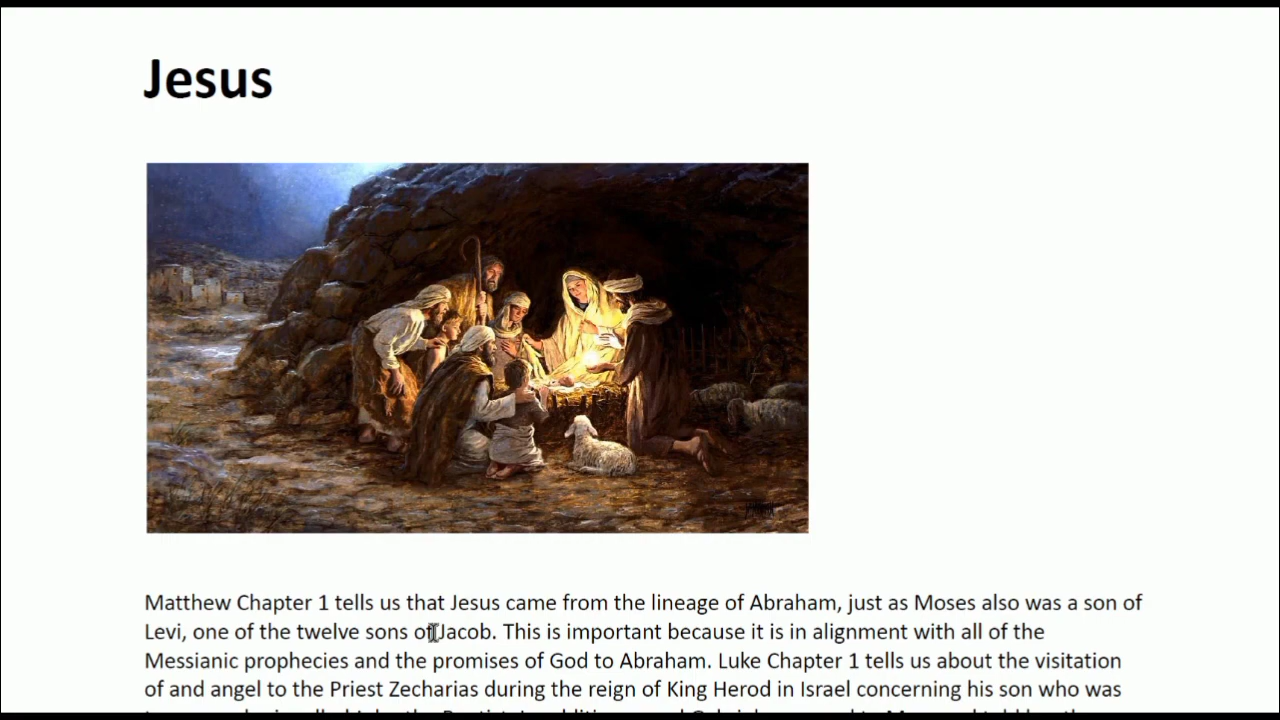 Jesus
Matthew Chapter 1 tells us that Jesus came from the lineage of Abraham, just as Moses also was a son of
Levi, one of the twelve sons of Jacob. This is important because it is in alignment with all of the
Messianic prophecies and the promises of God to Abraham. Luke Chapter 1 tells us about the visitation
of and angel to the Priest Zecharias during the reign of King Herod in Israel concerning his son who was